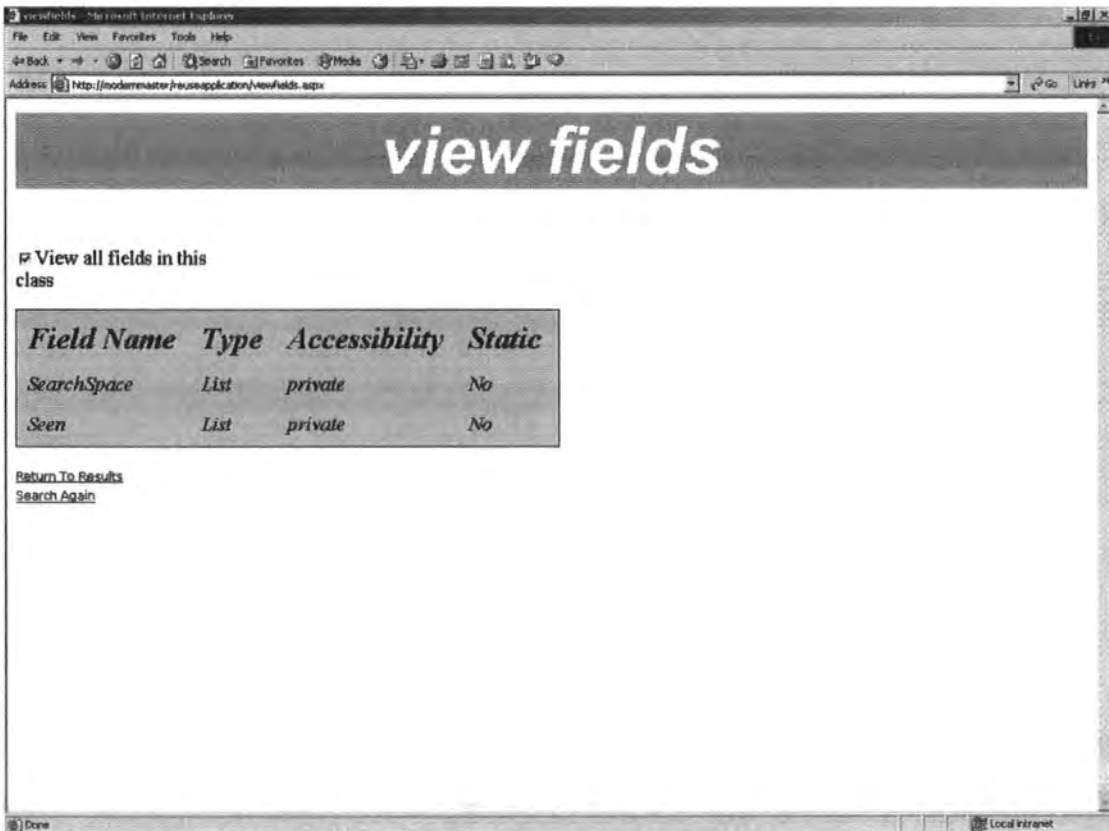 viewfields - Microsoft Internet Explorer
File Edit View Favorites Tools Help
Back Search Favorites Media
Address http://modernmaster/reuseapplication/viewfields.aspx Go Links »
view fields
View all fields in this
class
Field Name Type Accessibility Static
SearchSpace List private No
Seen List private No
Return To Results
Search Again
Done Local intranet